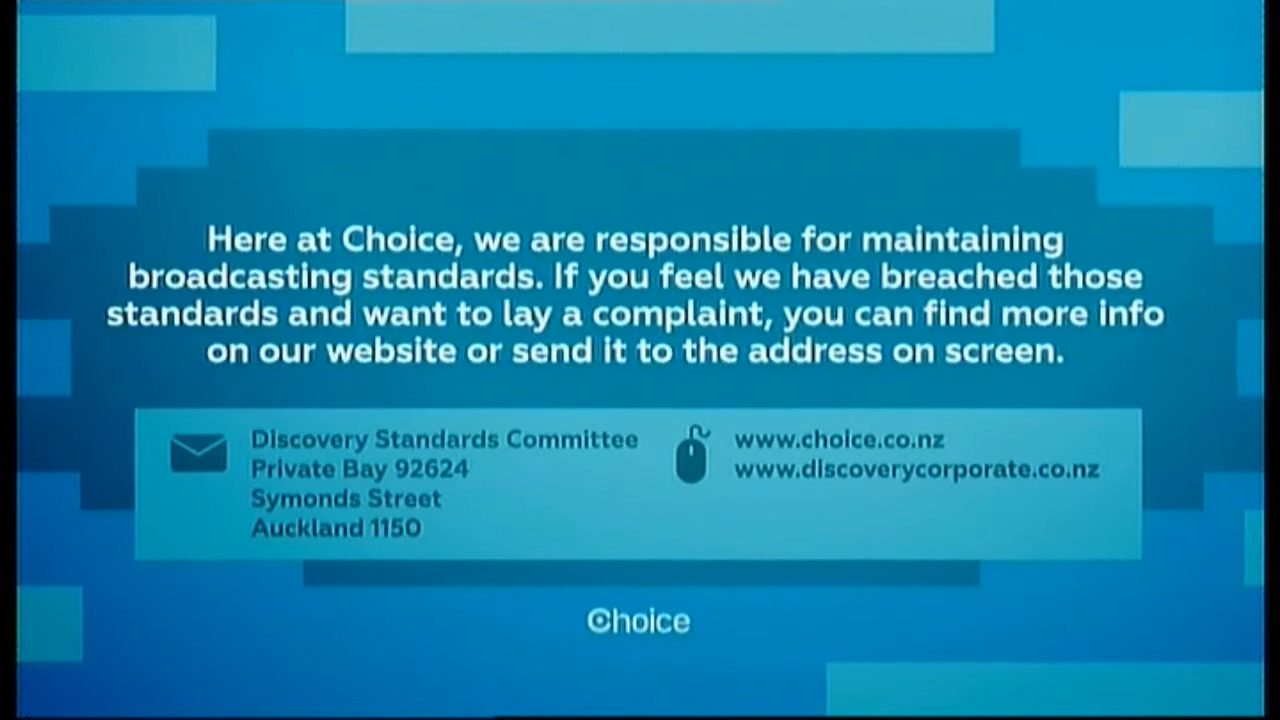 Here at Choice, we are responsible for maintaining
broadcasting standards. If you feel we have breached those
standards and want to lay a complaint, you can find more info
on our website or send it to the address on screen.
Discovery Standards Committee
Private Bay 92624
Symonds Street
Auckland 1150
www.choice.co.nz
www.discoverycorporate.co.nz
Choice